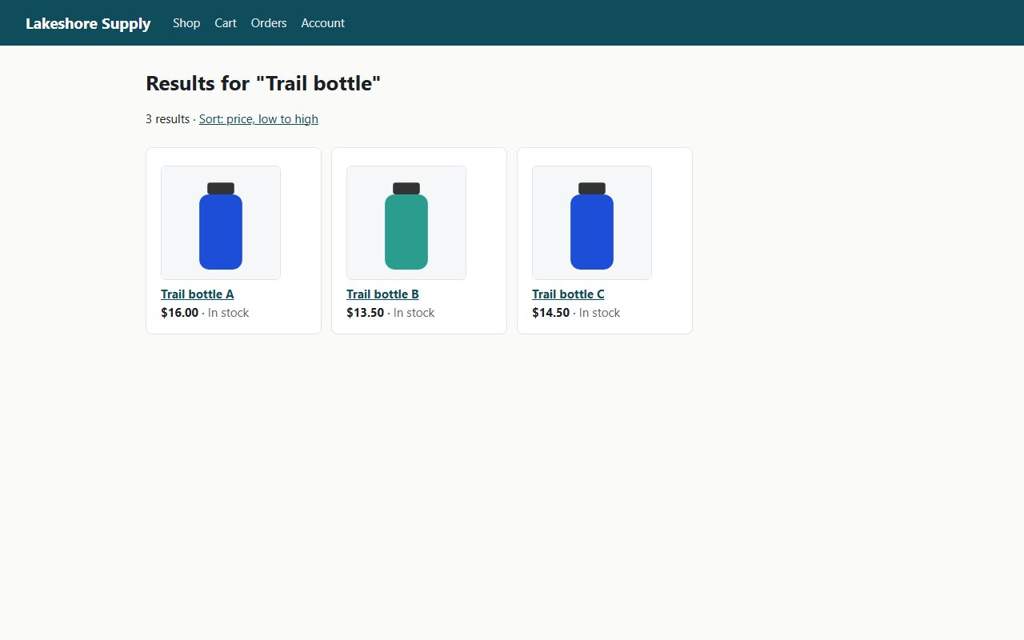 Lakeshore Supply Shop Cart Orders Account
Results for "Trail bottle"
3 results · Sort: price, low to high
Trail bottle A
$16.00 · In stock
Trail bottle B
$13.50 · In stock
Trail bottle C
$14.50 · In stock